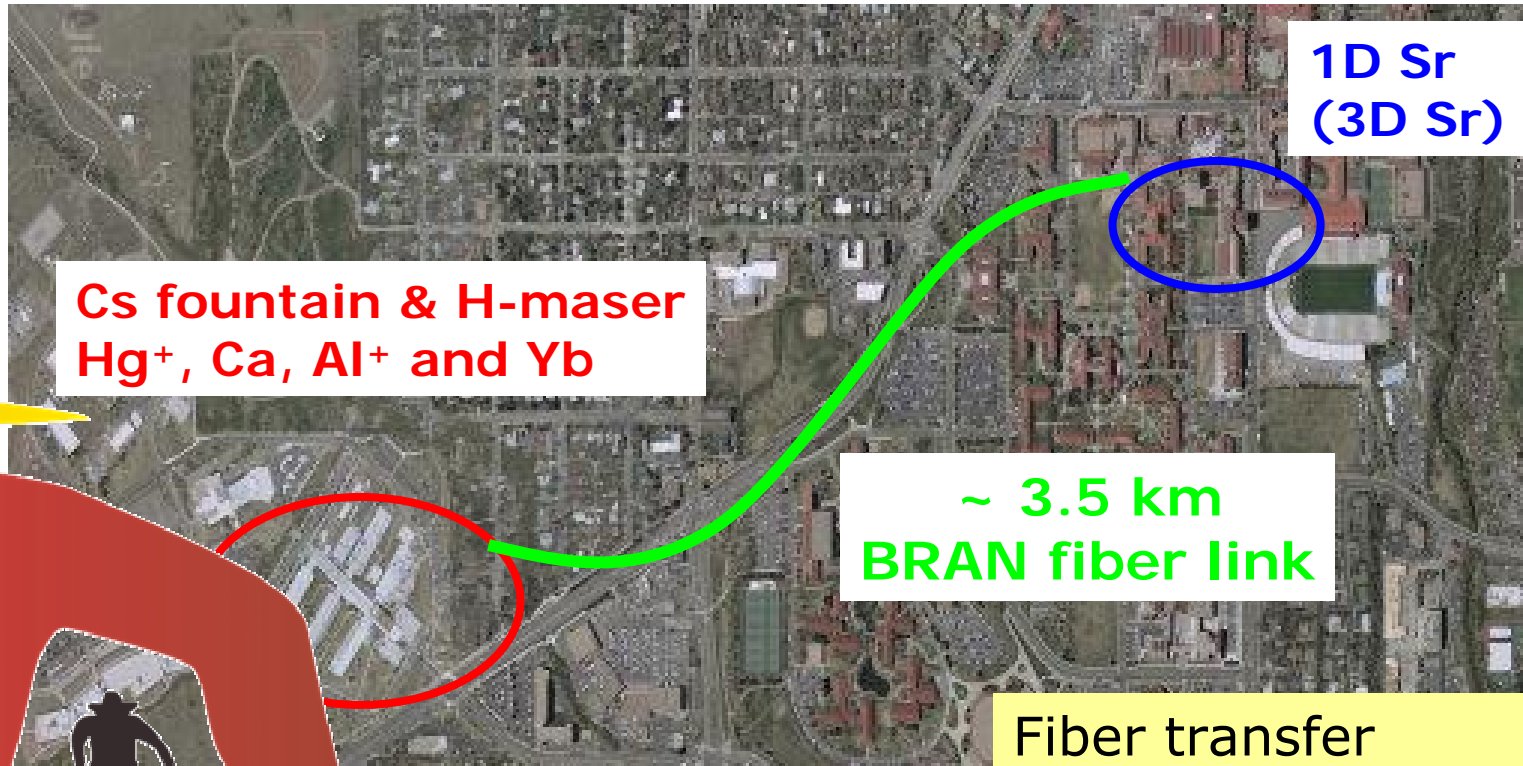 1D Sr
(3D Sr)
Cs fountain & H-maser
Hg⁺, Ca, Al⁺ and Yb
~ 3.5 km
BRAN fiber link
Fiber transfer